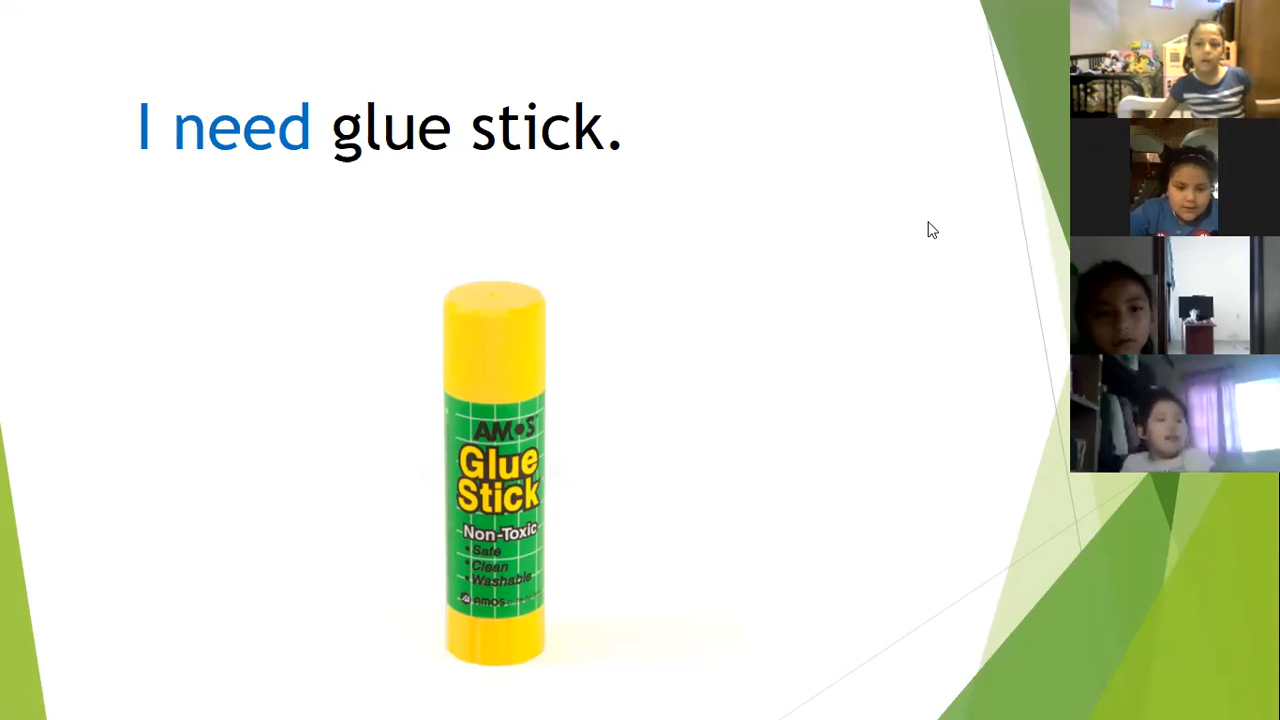 I need glue stick.
AMOS
Glue
Stick
Non-Toxic
• Safe
• Clean
• Washable
AMOS